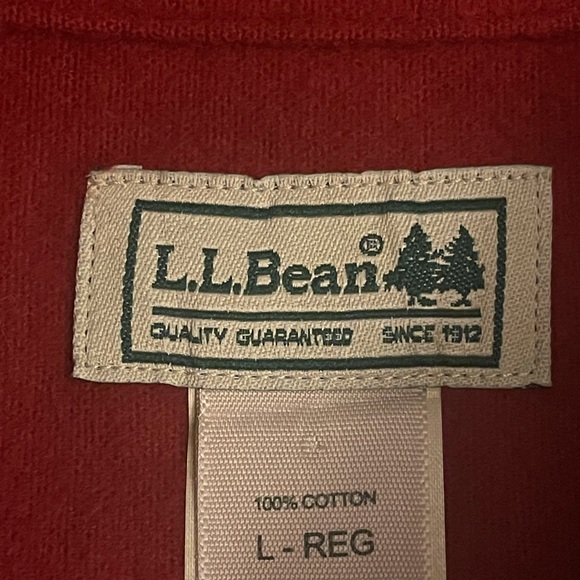 L.L.Bean®
QUALITY GUARANTEED SINCE 1912
100% COTTON
L - REG